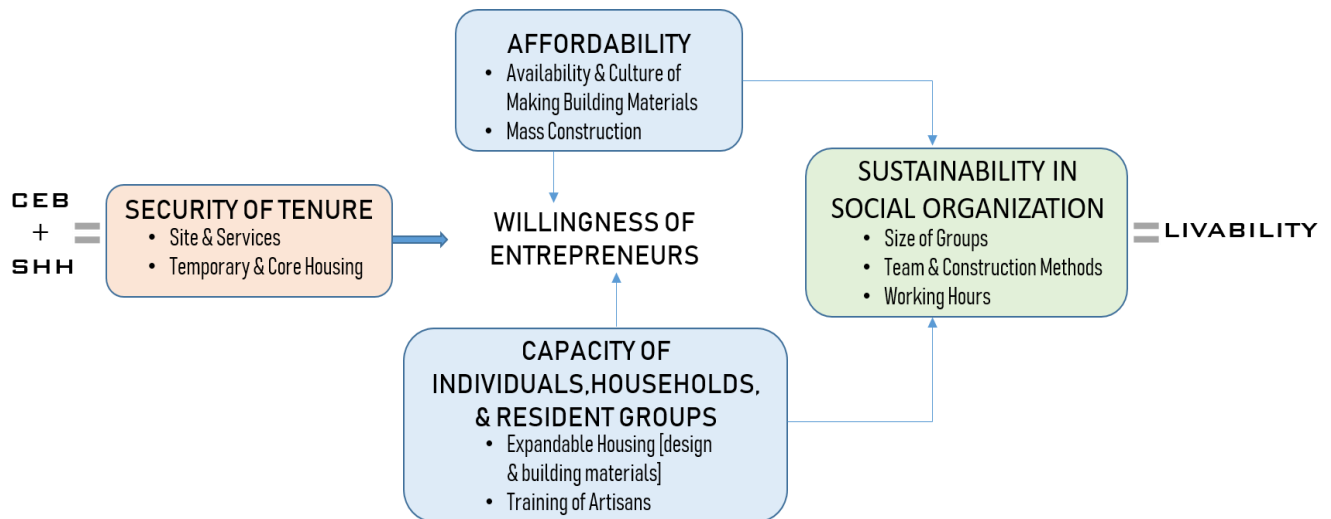 CEB
+
SHH
=
SECURITY OF TENURE
• Site & Services
• Temporary & Core Housing
AFFORDABILITY
• Availability & Culture of
Making Building Materials
• Mass Construction
WILLINGNESS OF
ENTREPRENEURS
CAPACITY OF
INDIVIDUALS,HOUSEHOLDS,
& RESIDENT GROUPS
• Expandable Housing [design
& building materials]
• Training of Artisans
SUSTAINABILITY IN
SOCIAL ORGANIZATION
• Size of Groups
• Team & Construction Methods
• Working Hours
=
LIVABILITY